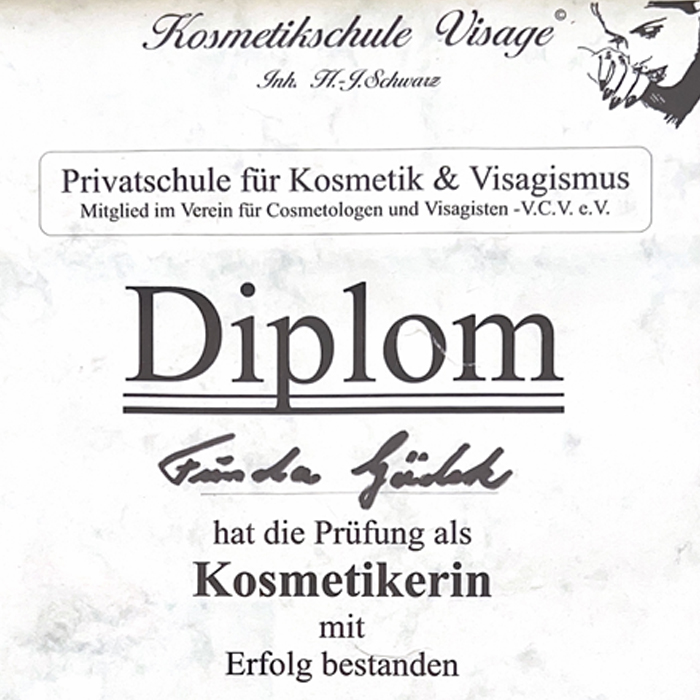 Kosmetikschule Visage©
Inh. H.-J.Schwarz
Privatschule für Kosmetik & Visagismus
Mitglied im Verein für Cosmetologen und Visagisten -V.C.V. e.V.
Diplom
Funda
hat die Prüfung als
Kosmetikerin
mit
Erfolg bestanden